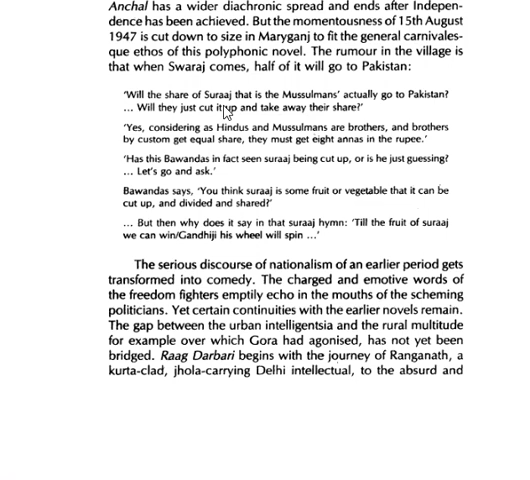 Anchal has a wider diachronic spread and ends after Indepen-
dence has been achieved. But the momentousness of 15th August
1947 is cut down to size in Maryganj to fit the general carnivales-
que ethos of this polyphonic novel. The rumour in the village is
that when Swaraj comes, half of it will go to Pakistan:
'Will the share of Suraaj that is the Mussulmans' actually go to Pakistan?
... Will they just cut it up and take away their share?'
'Yes, considering as Hindus and Mussulmans are brothers, and brothers
by custom get equal share, they must get eight annas in the rupee.'
'Has this Bawandas in fact seen suraaj being cut up, or is he just guessing?
... Let's go and ask.'
Bawandas says, 'You think suraaj is some fruit or vegetable that it can be
cut up, and divided and shared?'
... But then why does it say in that suraaj hymn: 'Till the fruit of suraaj
we can win/Gandhiji his wheel will spin ...'
The serious discourse of nationalism of an earlier period gets
transformed into comedy. The charged and emotive words of
the freedom fighters emptily echo in the mouths of the scheming
politicians. Yet certain continuities with the earlier novels remain.
The gap between the urban intelligentsia and the rural multitude
for example over which Gora had agonised, has not yet been
bridged. Raag Darbari begins with the journey of Ranganath, a
kurta-clad, jhola-carrying Delhi intellectual, to the absurd and